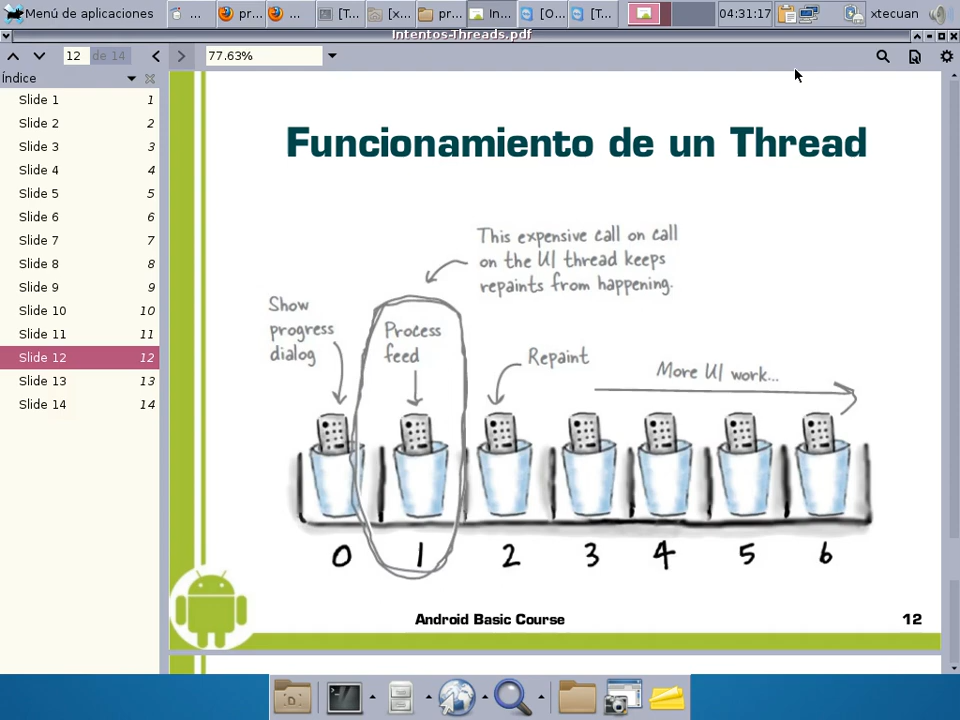 Menú de aplicaciones
...
pr...
...
[T...
[x...
pr...
In...
[O...
[T...
04:31:17
xtecuan
Intentos-Threads.pdf
12 de 14
77.63%
Índice
Slide 1 1
Slide 2 2
Slide 3 3
Slide 4 4
Slide 5 5
Slide 6 6
Slide 7 7
Slide 8 8
Slide 9 9
Slide 10 10
Slide 11 11
Slide 12 12
Slide 13 13
Slide 14 14
Funcionamiento de un Thread
This expensive call on call
on the UI thread keeps
repaints from happening.
Show
progress
dialog
Process
feed
Repaint
More UI work...
0 1 2 3 4 5 6
Android Basic Course
12
D